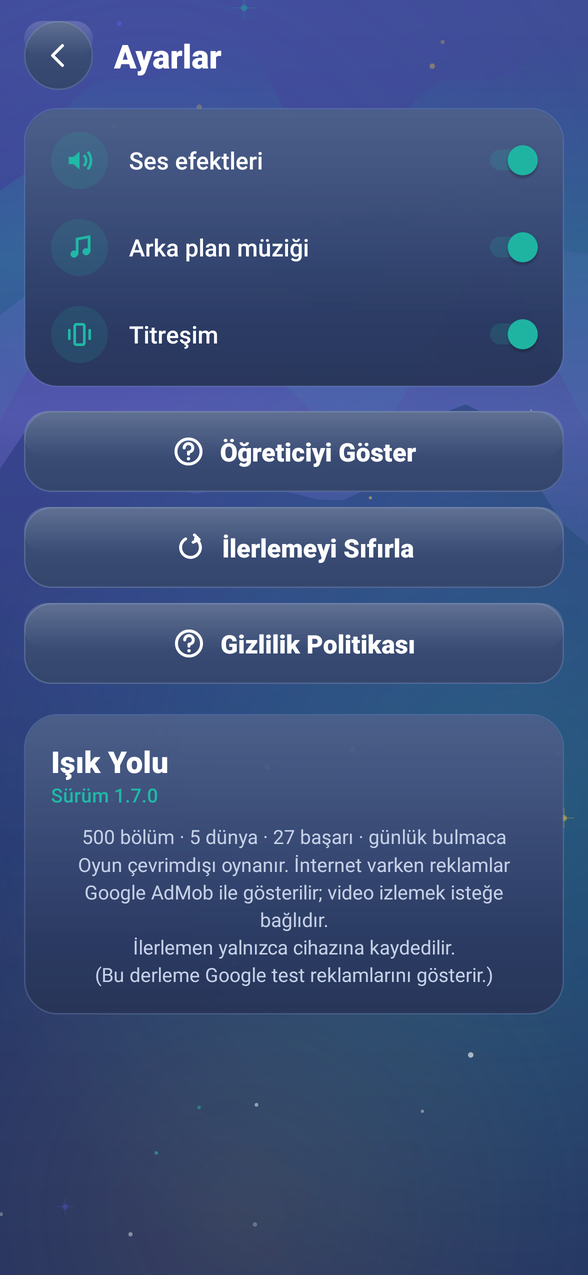 Ayarlar
Ses efektleri
Arka plan müziği
Titreşim
Öğreticiyi Göster
İlerlemeyi Sıfırla
Gizlilik Politikası
Işık Yolu
Sürüm 1.7.0
500 bölüm · 5 dünya · 27 başarı · günlük bulmaca
Oyun çevrimdışı oynanır. İnternet varken reklamlar
Google AdMob ile gösterilir; video izlemek isteğe
bağlıdır.
İlerlemen yalnızca cihazına kaydedilir.
(Bu derleme Google test reklamlarını gösterir.)